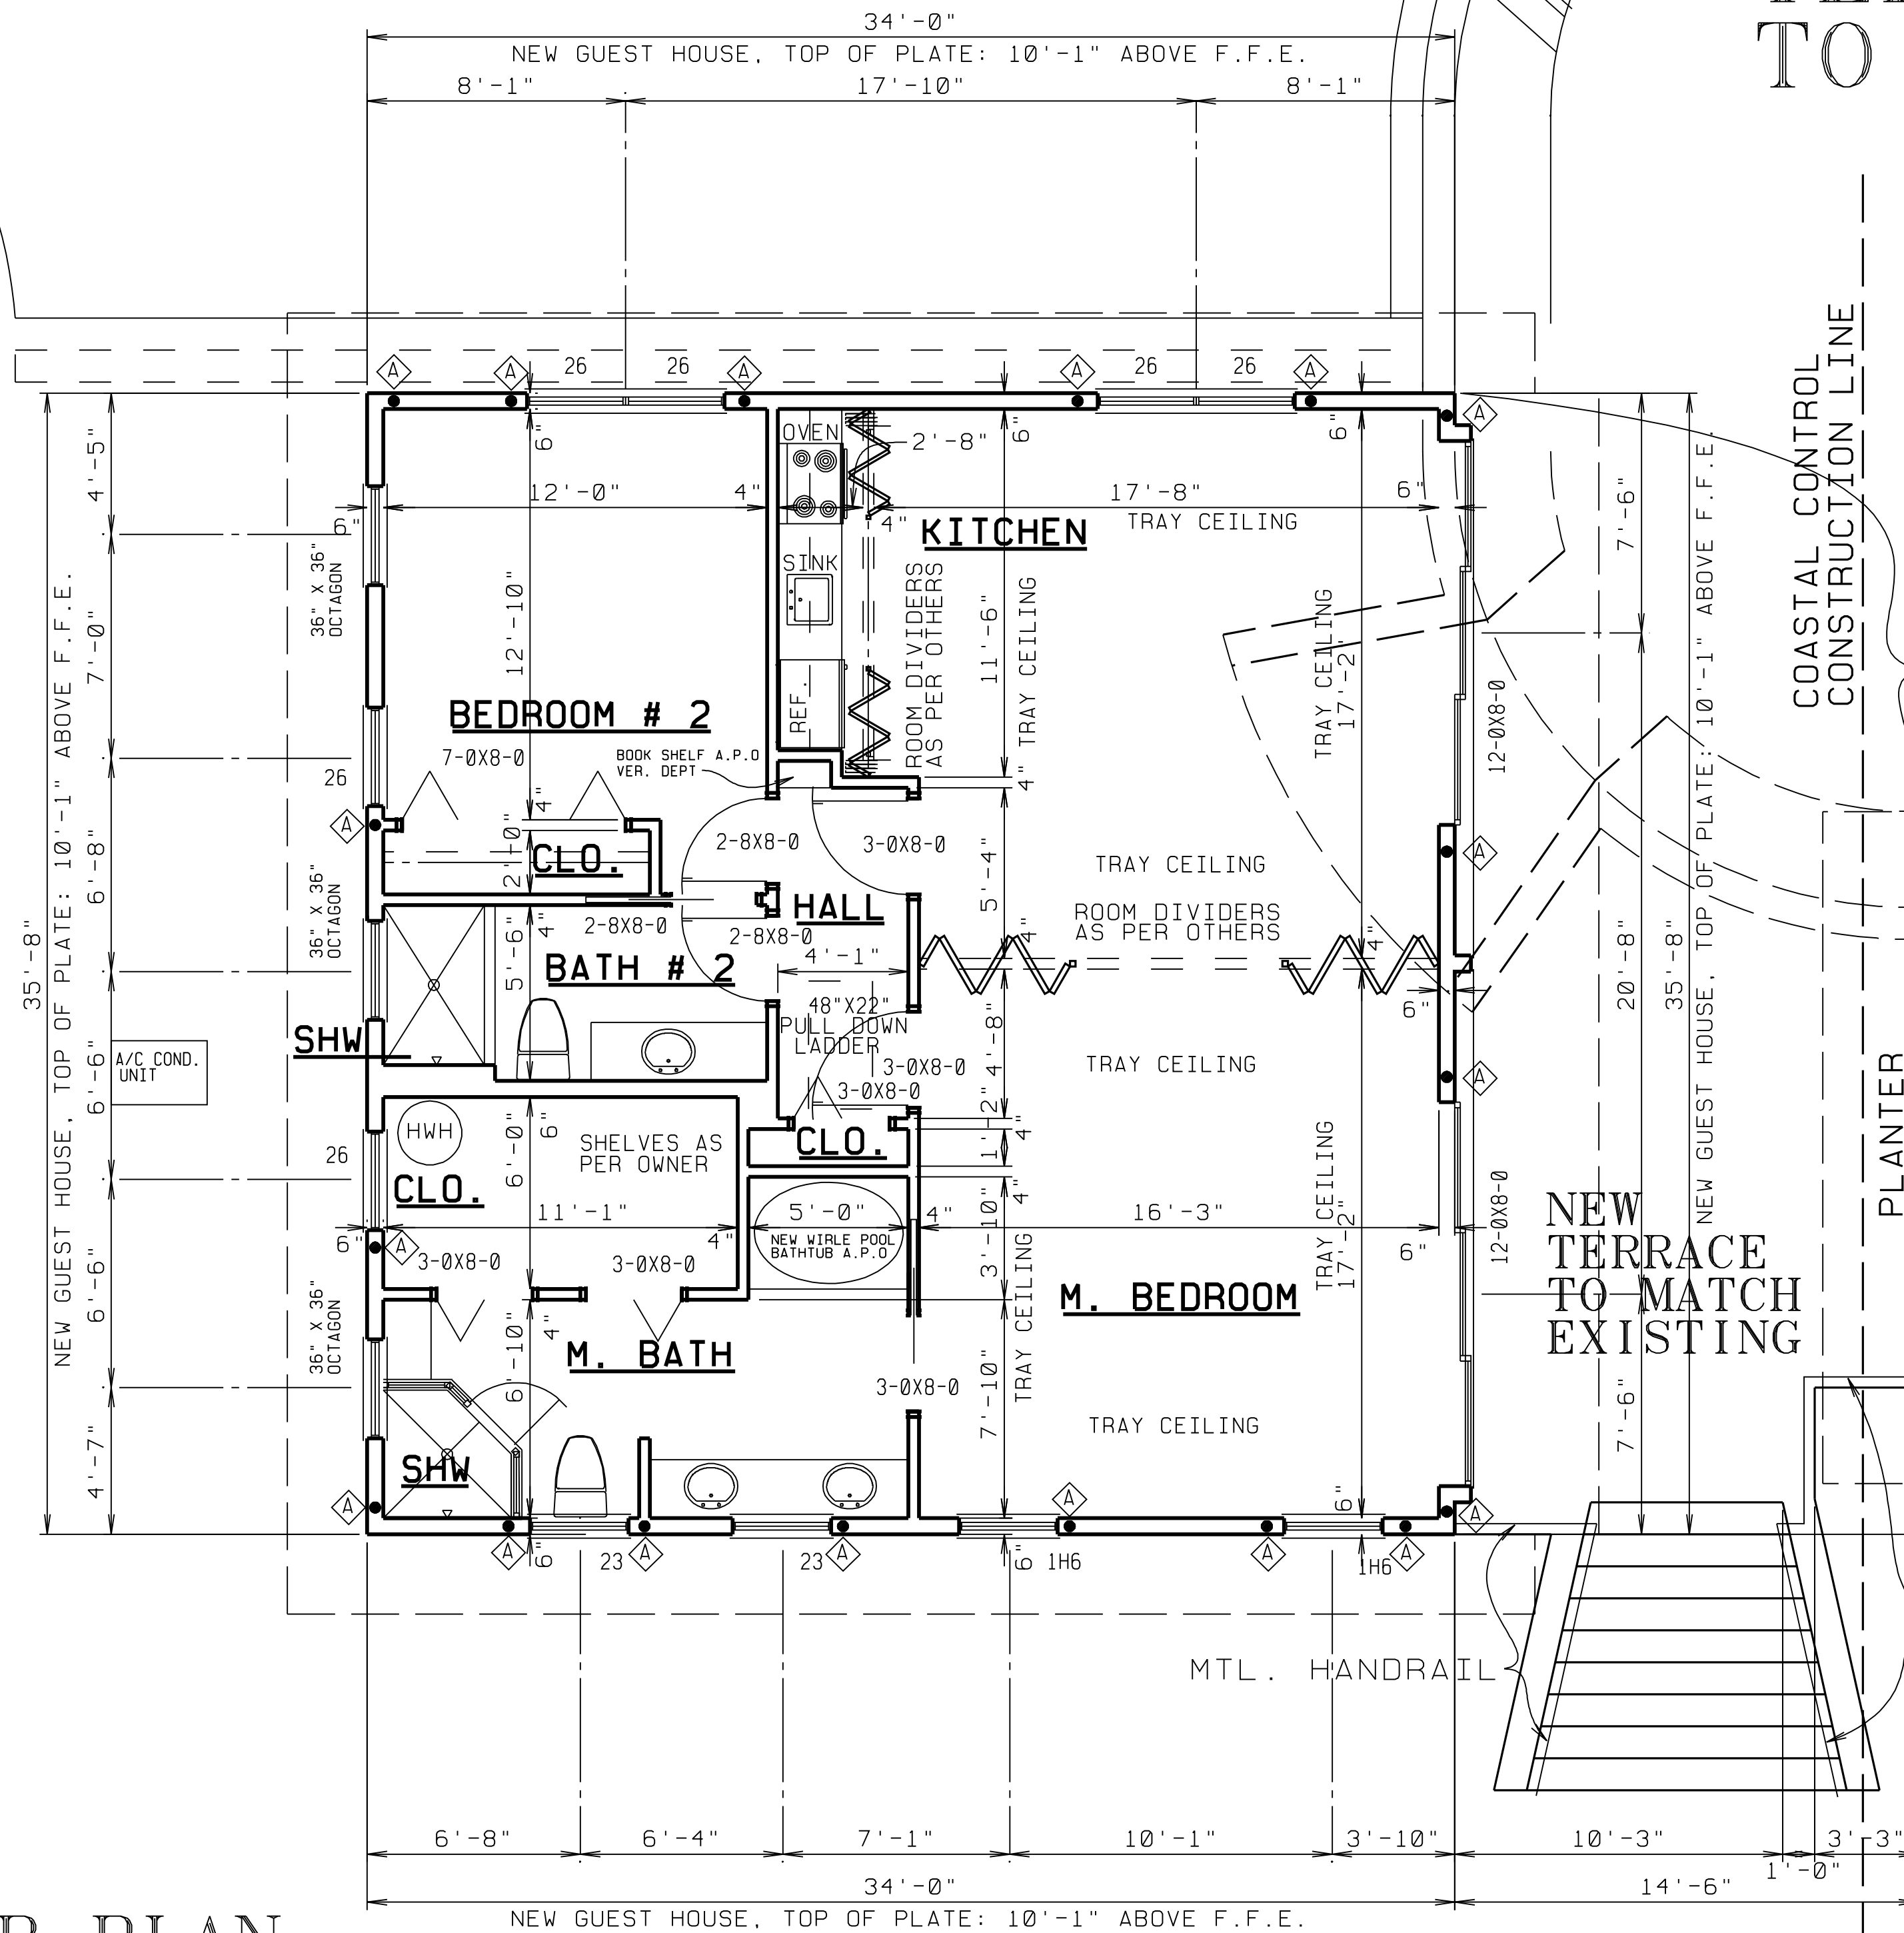 TO
34'-0"
NEW GUEST HOUSE, TOP OF PLATE: 10'-1" ABOVE F.F.E.
8'-1"
17'-10"
8'-1"
COASTAL CONTROL
CONSTRUCTION LINE
A
A
26
26
A
A
26
26
A
A
6"
6"
6"
OVEN
2'-8"
4'-5"
12'-0"
4"
17'-8"
6"
TRAY CEILING
6"
4"
KITCHEN
7'-6"
36" X 36"
OCTAGON
SINK
12'-10"
ROOM DIVIDERS
AS PER OTHERS
11'-6"
TRAY CEILING
TRAY CEILING
17'-2"
7'-0"
REF.
BEDROOM # 2
7-0X8-0
BOOK SHELF A.P.O
VER. DEPT
12-0X8-0
26
4"
4"
A
2-8X8-0
3-0X8-0
A
2'-0"
CLO.
TRAY CEILING
6'-8"
5'-4"
HALL
ROOM DIVIDERS
AS PER OTHERS
36" X 36"
OCTAGON
4"
2-8X8-0
2-8X8-0
4"
4"
5'-6"
BATH # 2
4'-1"
35'-8"
NEW GUEST HOUSE, TOP OF PLATE: 10'-1" ABOVE F.F.E.
20'-8"
35'-8"
NEW GUEST HOUSE, TOP OF PLATE: 10'-1" ABOVE F.F.E.
6"
48"X22"
PULL DOWN
LADDER
SHW
A/C COND.
UNIT
6'-6"
4'-8"
3-0X8-0
3-0X8-0
TRAY CEILING
A
PLANTER
HWH
6"
SHELVES AS
PER OWNER
6'-0"
CLO.
1'-2"
4"
26
CLO.
4"
11'-1"
5'-0"
4"
16'-3"
TRAY CEILING
17'-2"
12-0X8-0
NEW
TERRACE
TO MATCH
EXISTING
6"
A
4"
NEW WIRLE POOL
BATHTUB A.P.O
3'-10"
6"
3-0X8-0
3-0X8-0
6'-6"
M. BEDROOM
36" X 36"
OCTAGON
4"
M. BATH
6'-10"
3-0X8-0
TRAY CEILING
7'-10"
TRAY CEILING
7'-6"
4'-7"
SHW
A
A
6"
A
A
6"
23
A
23
A
6"
1H6
A
1H6
A
MTL. HANDRAIL
6'-8"
6'-4"
7'-1"
10'-1"
3'-10"
10'-3"
3'-3"
1'-0"
34'-0"
14'-6"
NEW GUEST HOUSE, TOP OF PLATE: 10'-1" ABOVE F.F.E.
PLAN